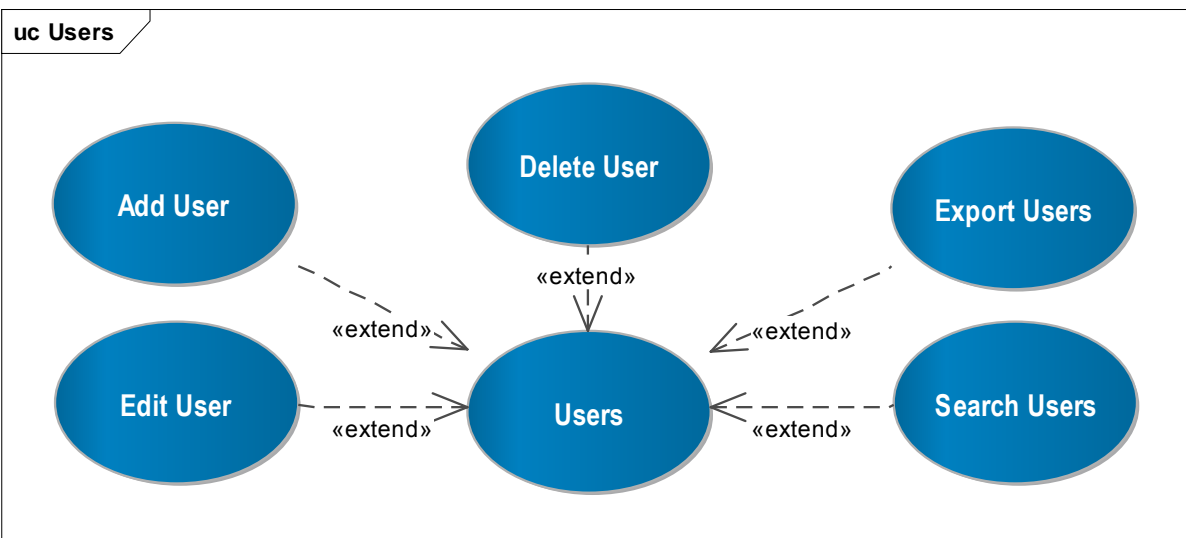 uc Users
Delete User
Add User
Export Users
«extend»
«extend»
«extend»
Edit User
Users
Search Users
«extend»
«extend»